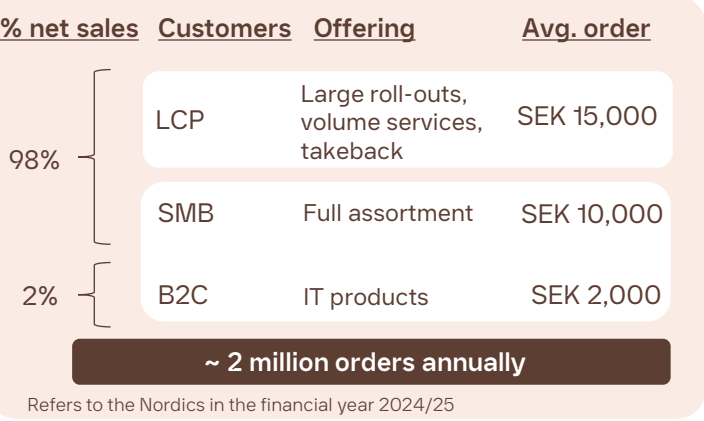 % net sales Customers Offering Avg. order
98%
LCP
Large roll-outs,
volume services,
takeback
SEK 15,000
SMB Full assortment SEK 10,000
2% B2C IT products SEK 2,000
~ 2 million orders annually
Refers to the Nordics in the financial year 2024/25